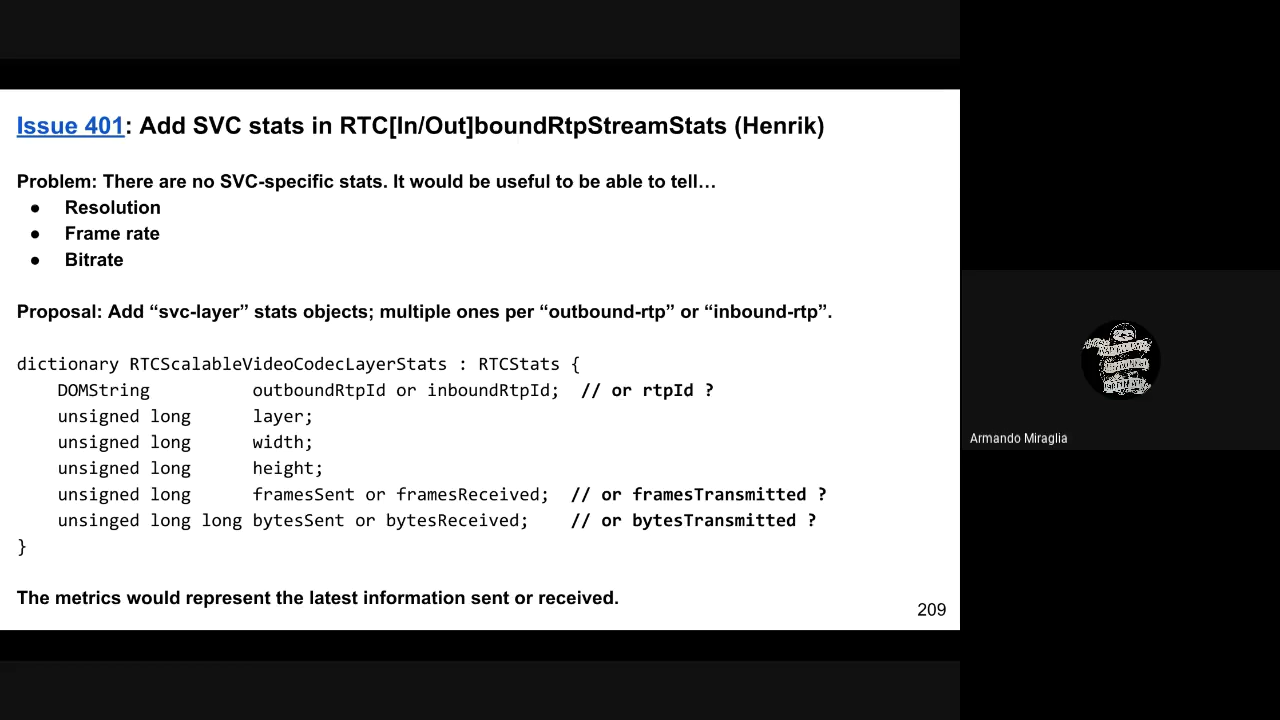 Issue 401: Add SVC stats in RTC[In/Out]boundRtpStreamStats (Henrik)
Problem: There are no SVC-specific stats. It would be useful to be able to tell…
● Resolution
● Frame rate
● Bitrate
Proposal: Add “svc-layer” stats objects; multiple ones per “outbound-rtp” or “inbound-rtp”.
dictionary RTCScalableVideoCodecLayerStats : RTCStats {
DOMString outboundRtpId or inboundRtpId; // or rtpId ?
unsigned long layer;
unsigned long width;
unsigned long height;
unsigned long framesSent or framesReceived; // or framesTransmitted ?
unsinged long long bytesSent or bytesReceived; // or bytesTransmitted ?
}
The metrics would represent the latest information sent or received.
209
Armando Miraglia